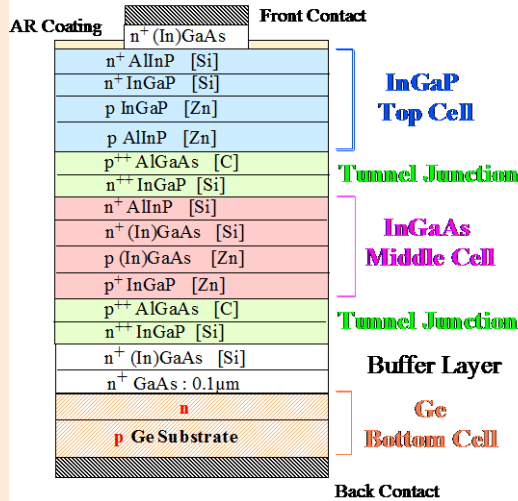 Front Contact
AR Coating
n⁺ (In)GaAs
n⁺ AlInP [Si]
n⁺ InGaP [Si]
p InGaP [Zn]
p AlInP [Zn]
InGaP
Top Cell
p⁺⁺ AlGaAs [C]
n⁺⁺ InGaP [Si]
Tunnel Junction
n⁺ AlInP [Si]
n⁺ (In)GaAs [Si]
p (In)GaAs [Zn]
p⁺ InGaP [Zn]
InGaAs
Middle Cell
p⁺⁺ AlGaAs [C]
n⁺⁺ InGaP [Si]
Tunnel Junction
n⁺ (In)GaAs [Si]
n⁺ GaAs : 0.1µm
Buffer Layer
n
p Ge Substrate
Ge
Bottom Cell
Back Contact